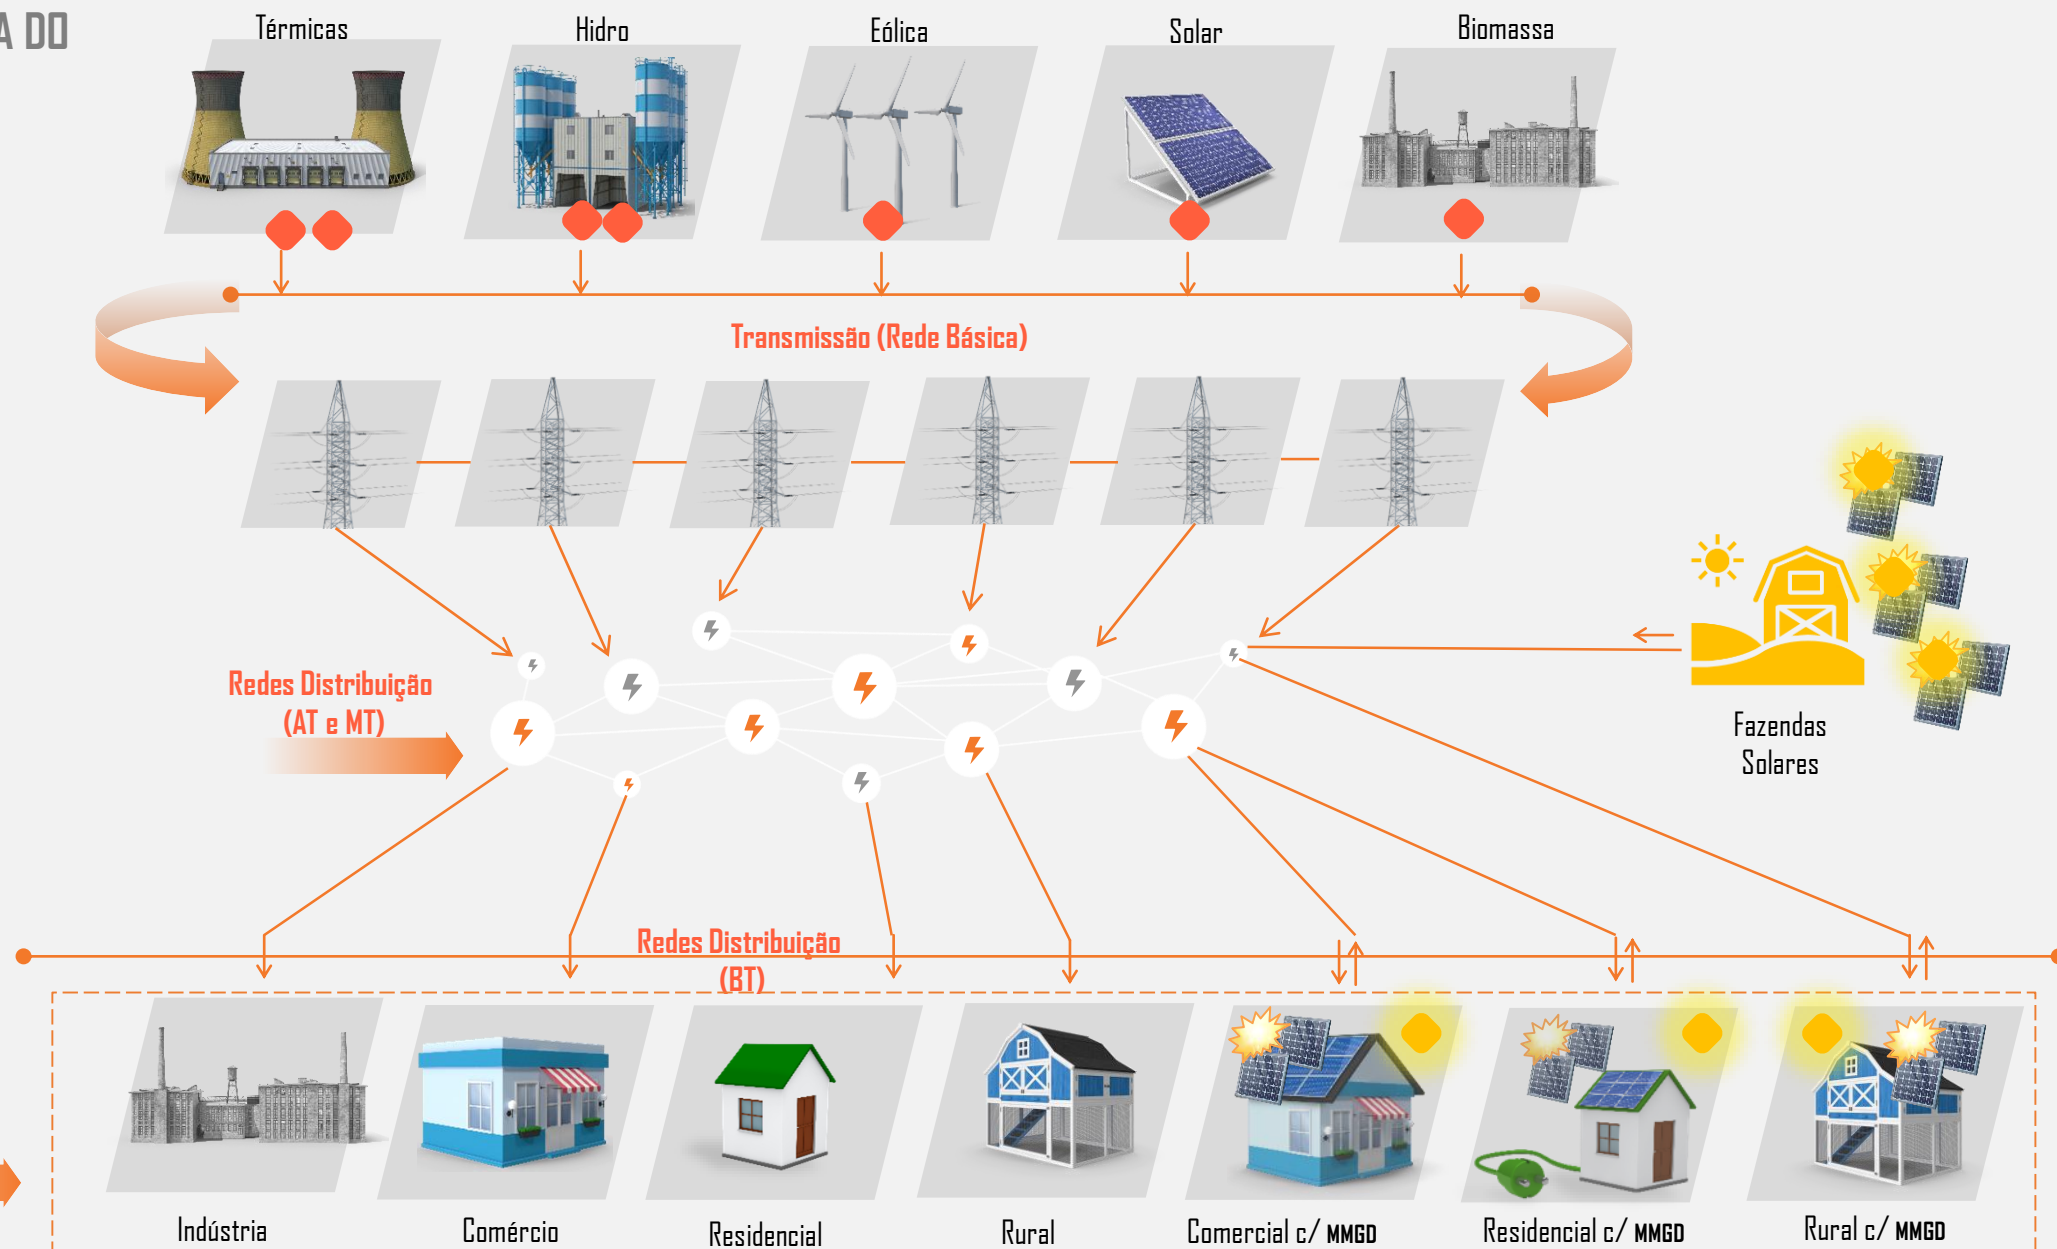 A DO
Térmicas
Hidro
Eólica
Solar
Biomassa
Transmissão (Rede Básica)
Redes Distribuição
(AT e MT)
Fazendas
Solares
Redes Distribuição
(BT)
Indústria
Comércio
Residencial
Rural
Comercial c/ MMGD
Residencial c/ MMGD
Rural c/ MMGD